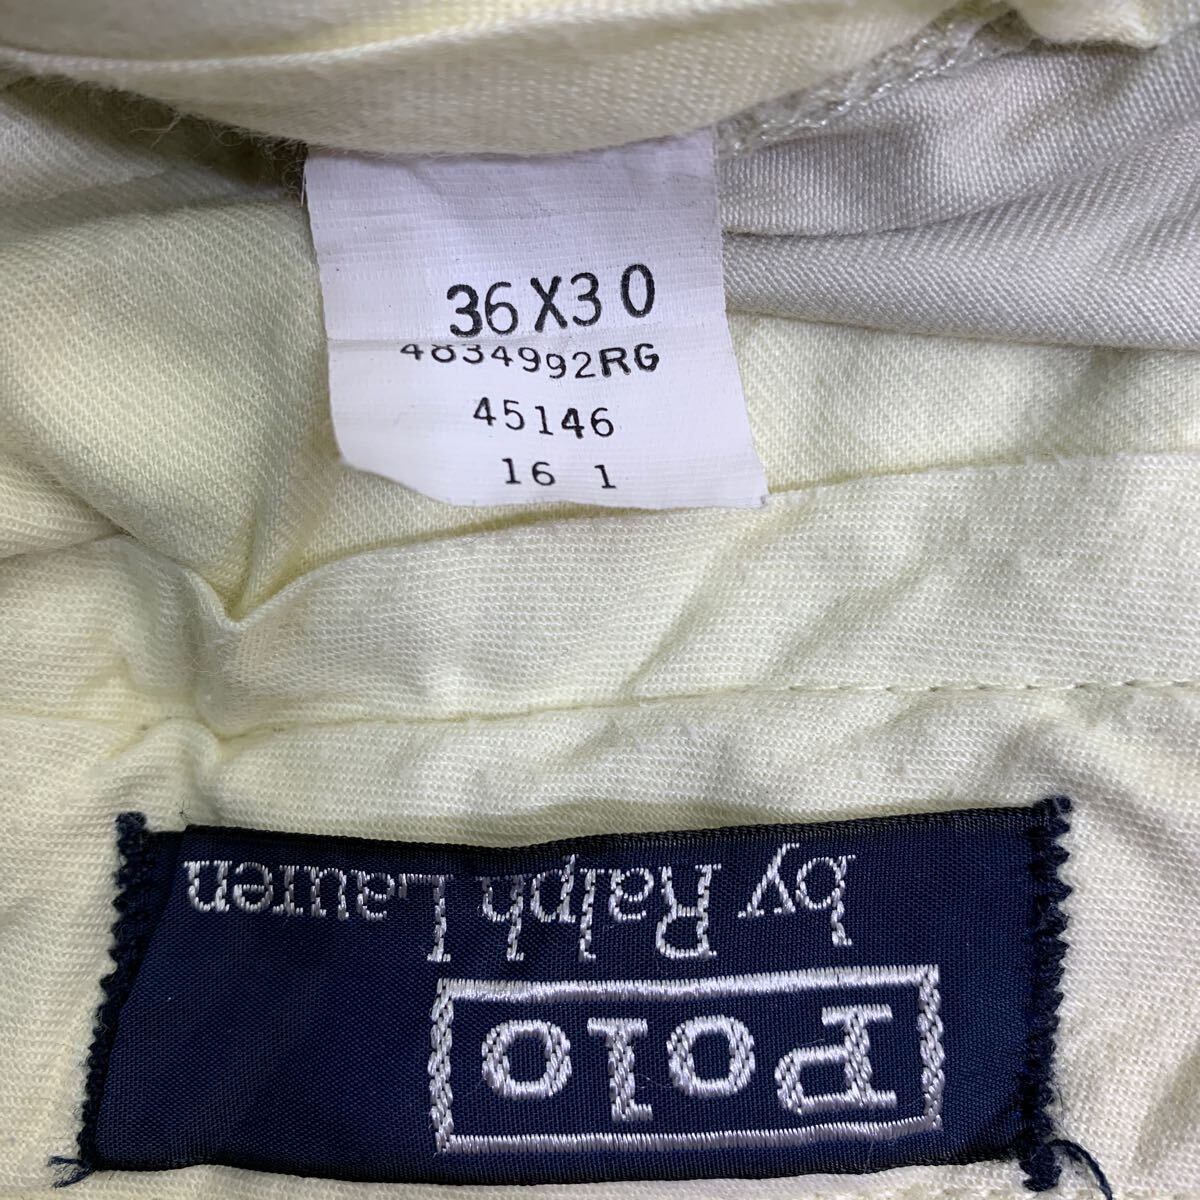 36X30
4834992RG
45146
16 1
Polo
by Ralph Lauren